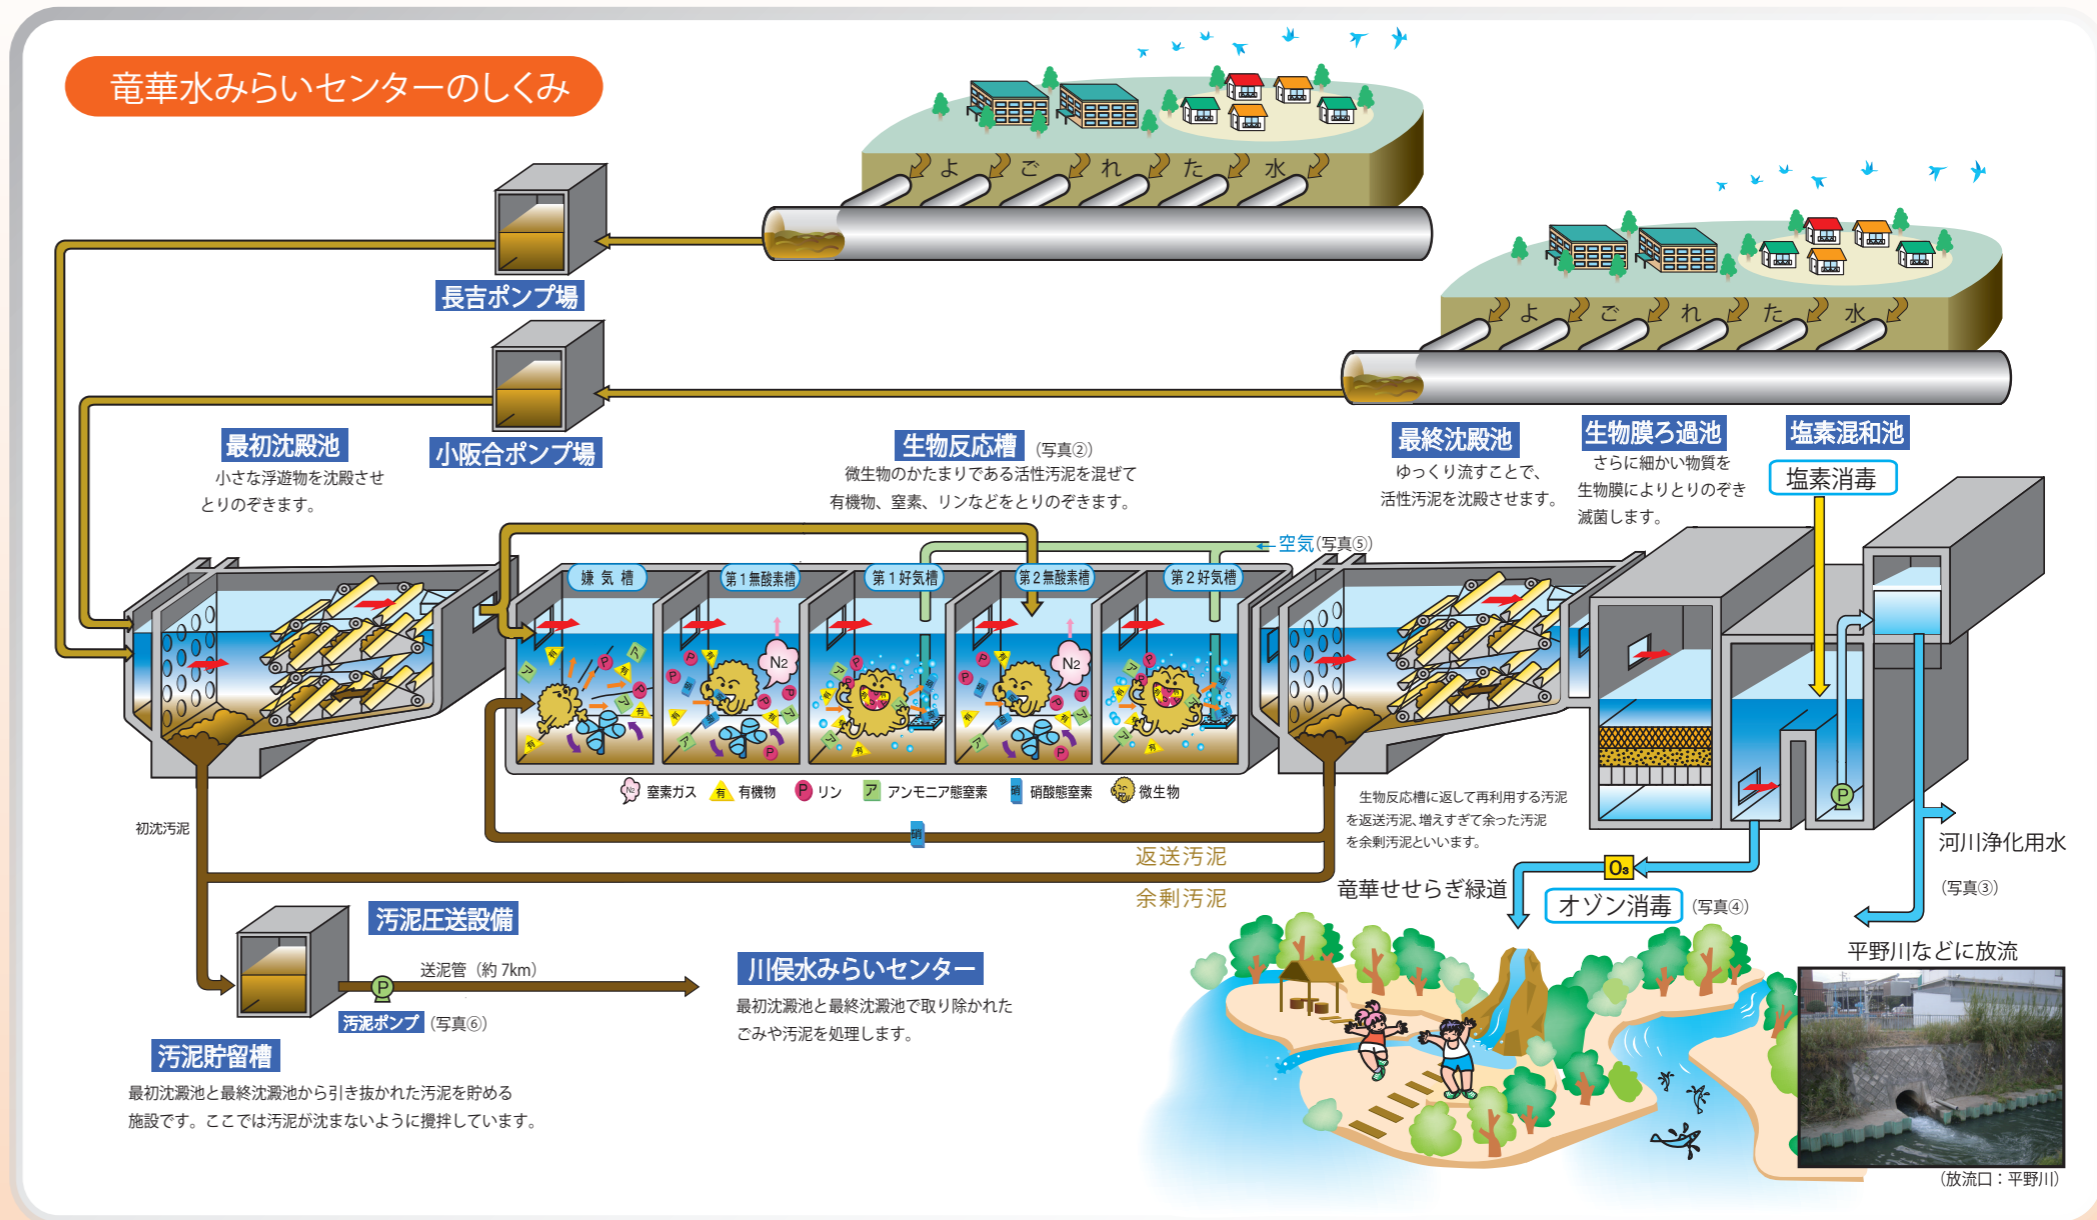 竜華水みらいセンターのしくみ
よごれた水
長吉ポンプ場
よごれた水
小阪合ポンプ場
最初沈殿池
小さな浮遊物を沈殿させ
とりのぞきます。
生物反応槽 (写真②)
微生物のかたまりである活性汚泥を混ぜて
有機物、窒素、リンなどをとりのぞきます。
最終沈殿池
ゆっくり流すことで、
活性汚泥を沈殿させます。
生物膜ろ過池
さらに細かい物質を
生物膜によりとりのぞき
滅菌します。
塩素混和池
塩素消毒
空気(写真⑤)
嫌気槽
第1無酸素槽
第1好気槽
第2無酸素槽
第2好気槽
N2
N2
N2 窒素ガス 有 有機物 P リン ア アンモニア態窒素 硝 硝酸態窒素 微生物
硝
P
初沈汚泥
返送汚泥
余剰汚泥
生物反応槽に返して再利用する汚泥
を返送汚泥、増えすぎて余った汚泥
を余剰汚泥といいます。
O3
オゾン消毒 (写真④)
竜華せせらぎ緑道
河川浄化用水
(写真③)
平野川などに放流
(放流口：平野川)
汚泥圧送設備
送泥管（約 7km）
P
汚泥ポンプ (写真⑥)
汚泥貯留槽
最初沈澱池と最終沈澱池から引き抜かれた汚泥を貯める
施設です。ここでは汚泥が沈まないように攪拌しています。
川俣水みらいセンター
最初沈澱池と最終沈澱池で取り除かれた
ごみや汚泥を処理します。